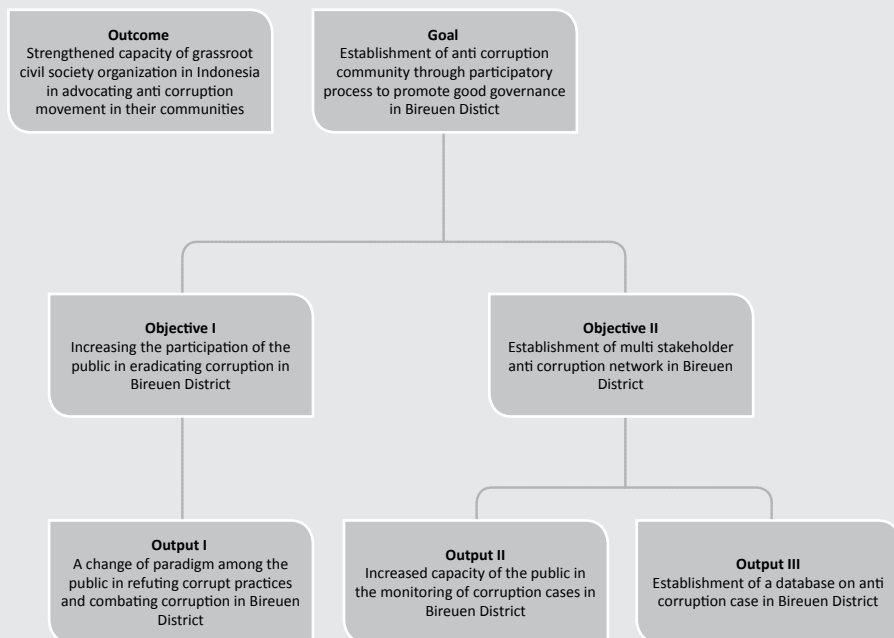 Outcome
Strengthened capacity of grassroot
civil society organization in Indonesia
in advocating anti corruption
movement in their communities
Goal
Establishment of anti corruption
community through participatory
process to promote good governance
in Bireuen Distict
Objective I
Increasing the participation of the
public in eradicating corruption in
Bireuen District
Objective II
Establishment of multi stakeholder
anti corruption network in Bireuen
District
Output I
A change of paradigm among the
public in refuting corrupt practices
and combating corruption in Bireuen
District
Output II
Increased capacity of the public in
the monitoring of corruption cases in
Bireuen District
Output III
Establishment of a database on anti
corruption case in Bireuen District